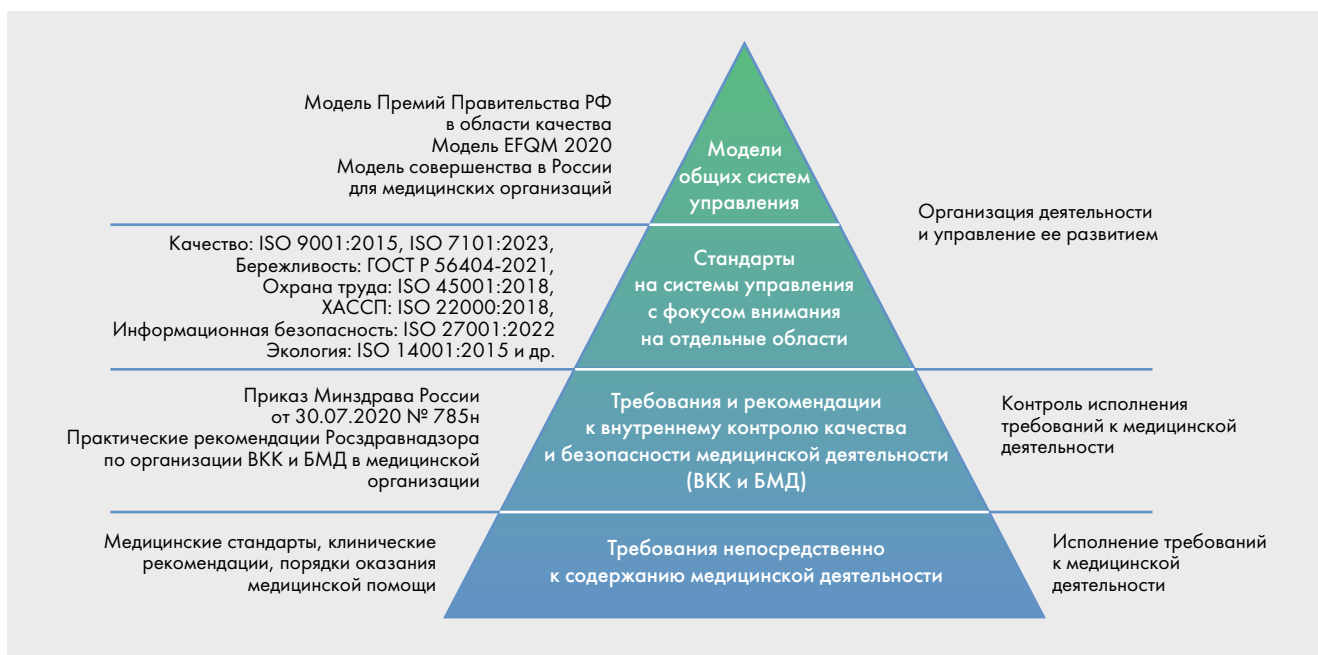 Модель Премий Правительства РФ
в области качества
Модель EFQM 2020
Модель совершенства в России
для медицинских организаций
Модели
общих систем
управления
Организация деятельности
и управление ее развитием
Качество: ISO 9001:2015, ISO 7101:2023,
Бережливость: ГОСТ Р 56404-2021,
Охрана труда: ISO 45001:2018,
ХАССП: ISO 22000:2018,
Информационная безопасность: ISO 27001:2022
Экология: ISO 14001:2015 и др.
Стандарты
на системы управления
с фокусом внимания
на отдельные области
Приказ Минздрава России
от 30.07.2020 № 785н
Практические рекомендации Росздравнадзора
по организации ВКК и БМД в медицинской
организации
Требования и рекомендации
к внутреннему контролю качества
и безопасности медицинской деятельности
(ВКК и БМД)
Контроль исполнения
требований к медицинской
деятельности
Медицинские стандарты, клинические
рекомендации, порядки оказания
медицинской помощи
Требования непосредственно
к содержанию медицинской деятельности
Исполнение требований
к медицинской
деятельности